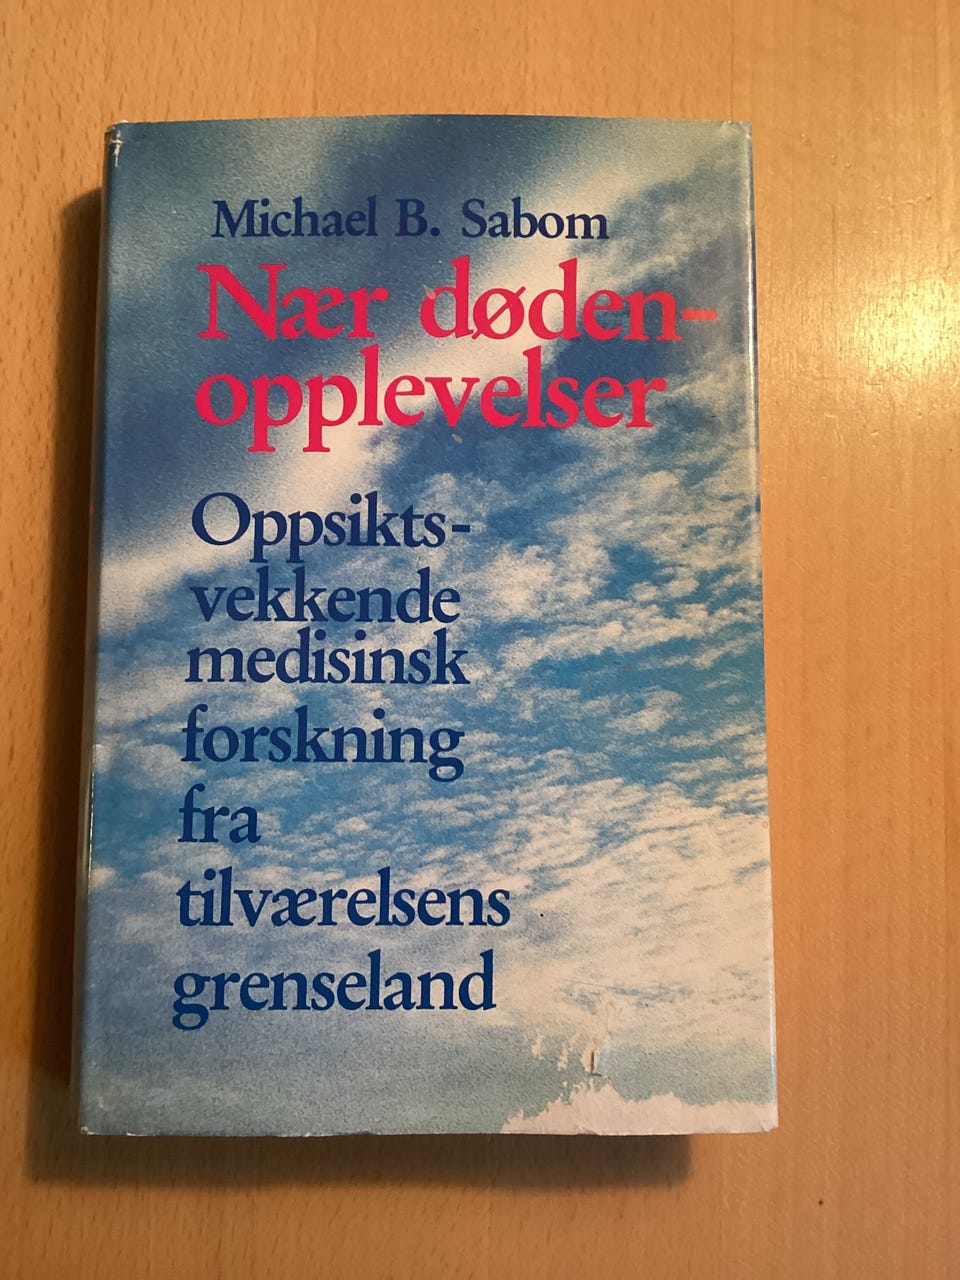 Michael B. Sabom
Nær døden-
opplevelser
Oppsikts-
vekkende
medisinsk
forskning
fra
tilværelsens
grenseland